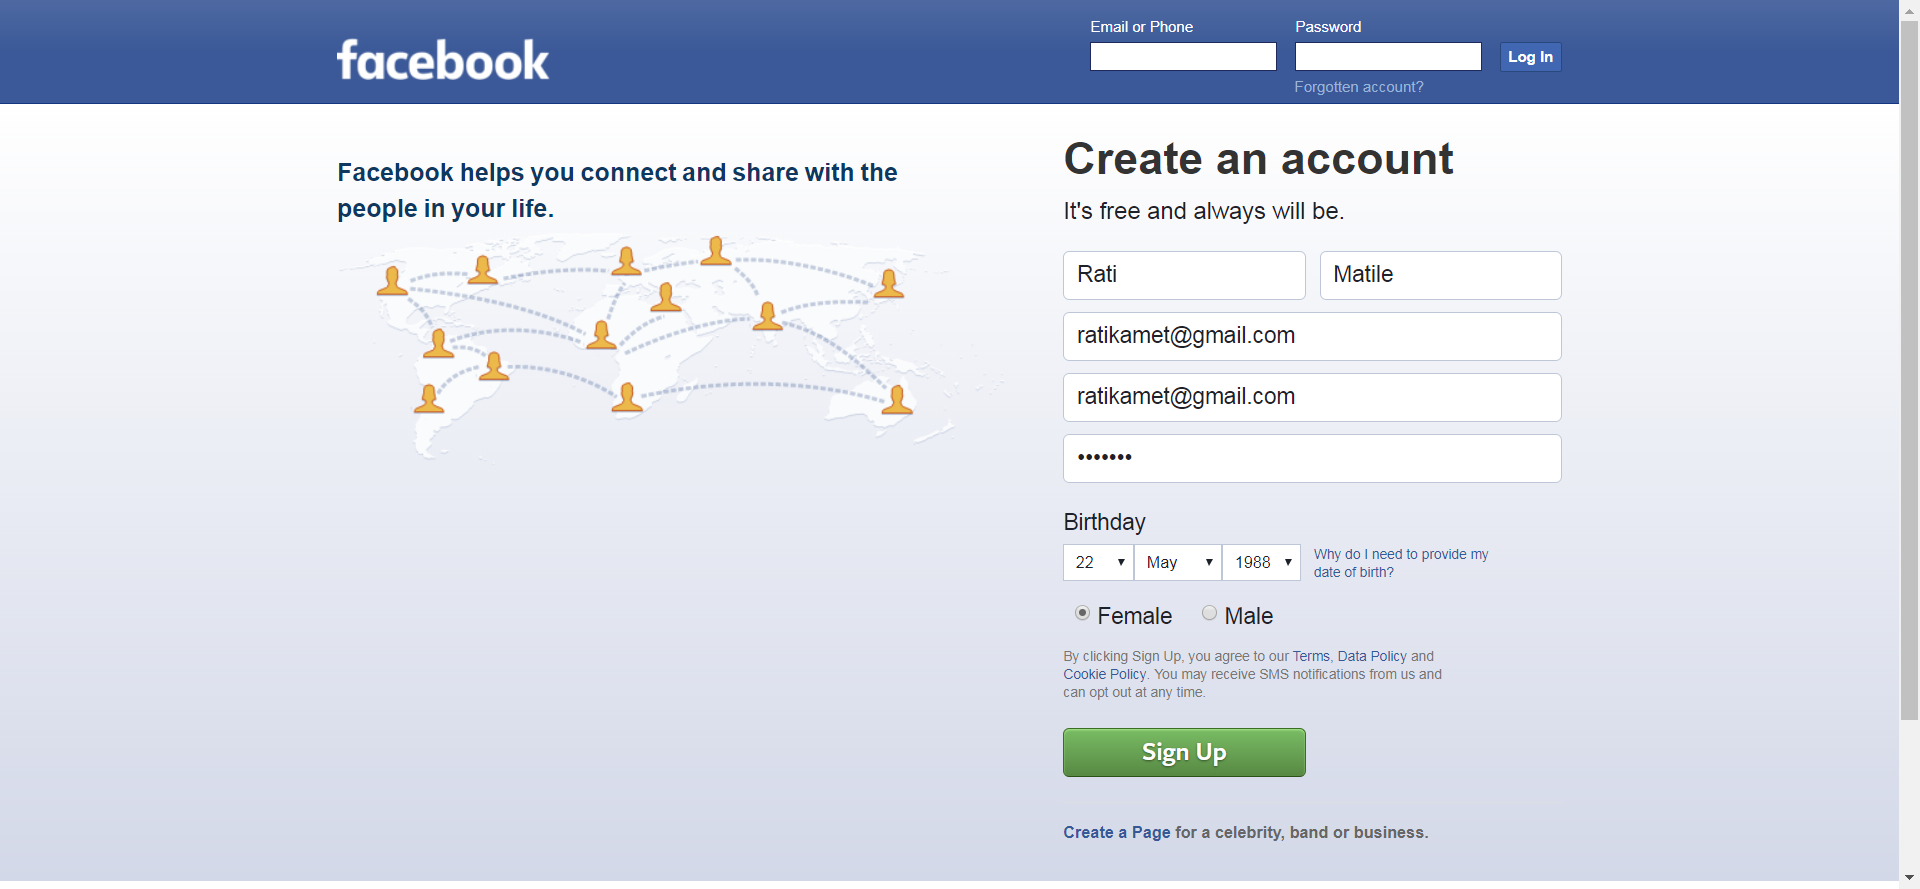 facebook
Email or Phone
Password
Log In
Forgotten account?
Facebook helps you connect and share with the
people in your life.
Create an account
It's free and always will be.
Rati
Matile
ratikamet@gmail.com
ratikamet@gmail.com
•••••••
Birthday
22 May 1988
Why do I need to provide my
date of birth?
Female Male
By clicking Sign Up, you agree to our Terms, Data Policy and
Cookie Policy. You may receive SMS notifications from us and
can opt out at any time.
Sign Up
Create a Page for a celebrity, band or business.